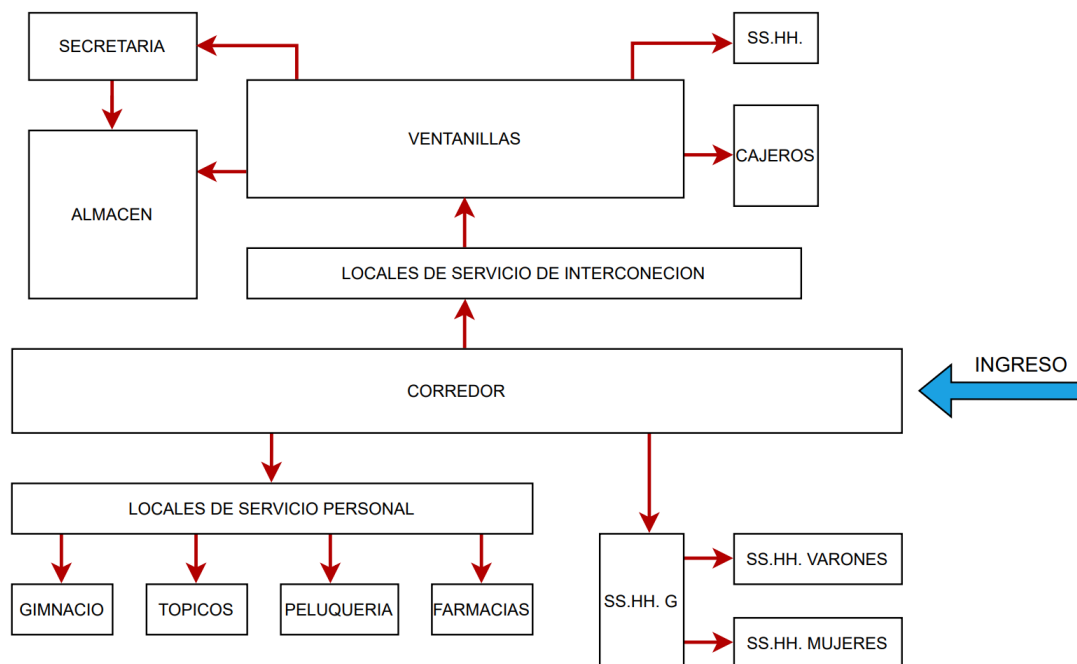 SECRETARIA
SS.HH.
VENTANILLAS
CAJEROS
ALMACEN
LOCALES DE SERVICIO DE INTERCONECION
INGRESO
CORREDOR
LOCALES DE SERVICIO PERSONAL
GIMNACIO
TOPICOS
PELUQUERIA
FARMACIAS
SS.HH. G
SS.HH. VARONES
SS.HH. MUJERES